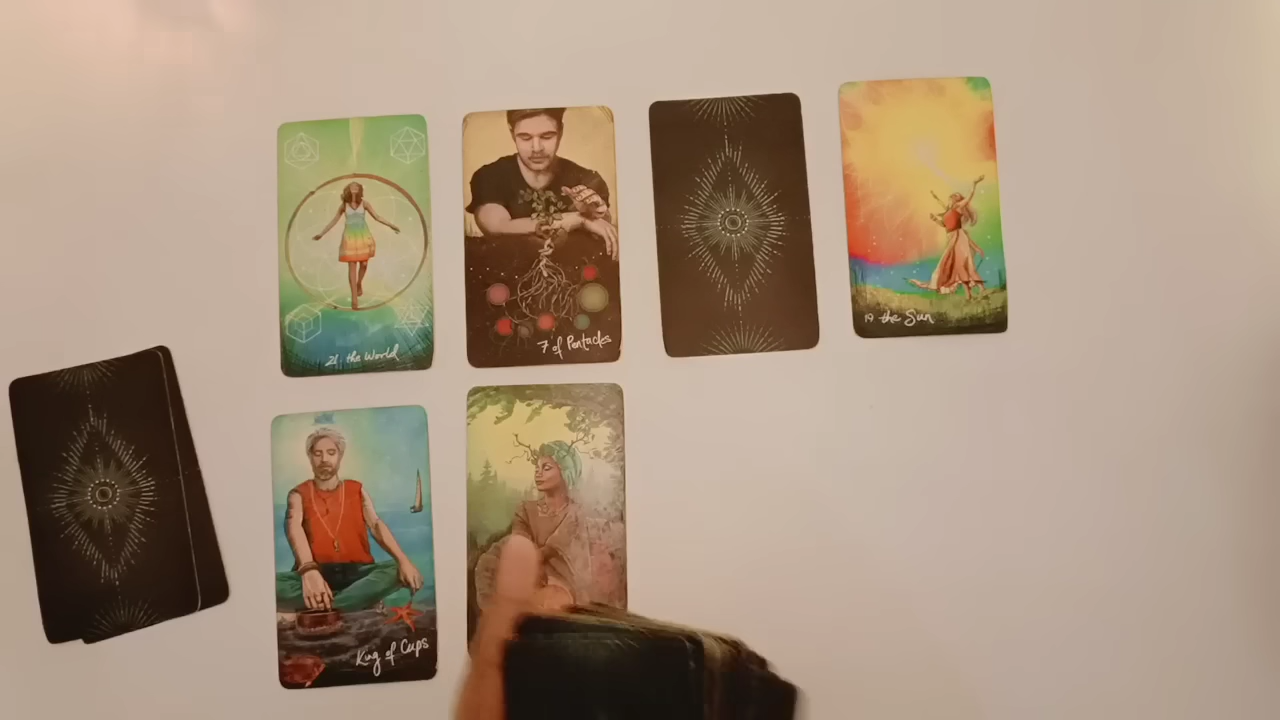 21: the World
7 of Pentacles
19 the Sun
King of Cups